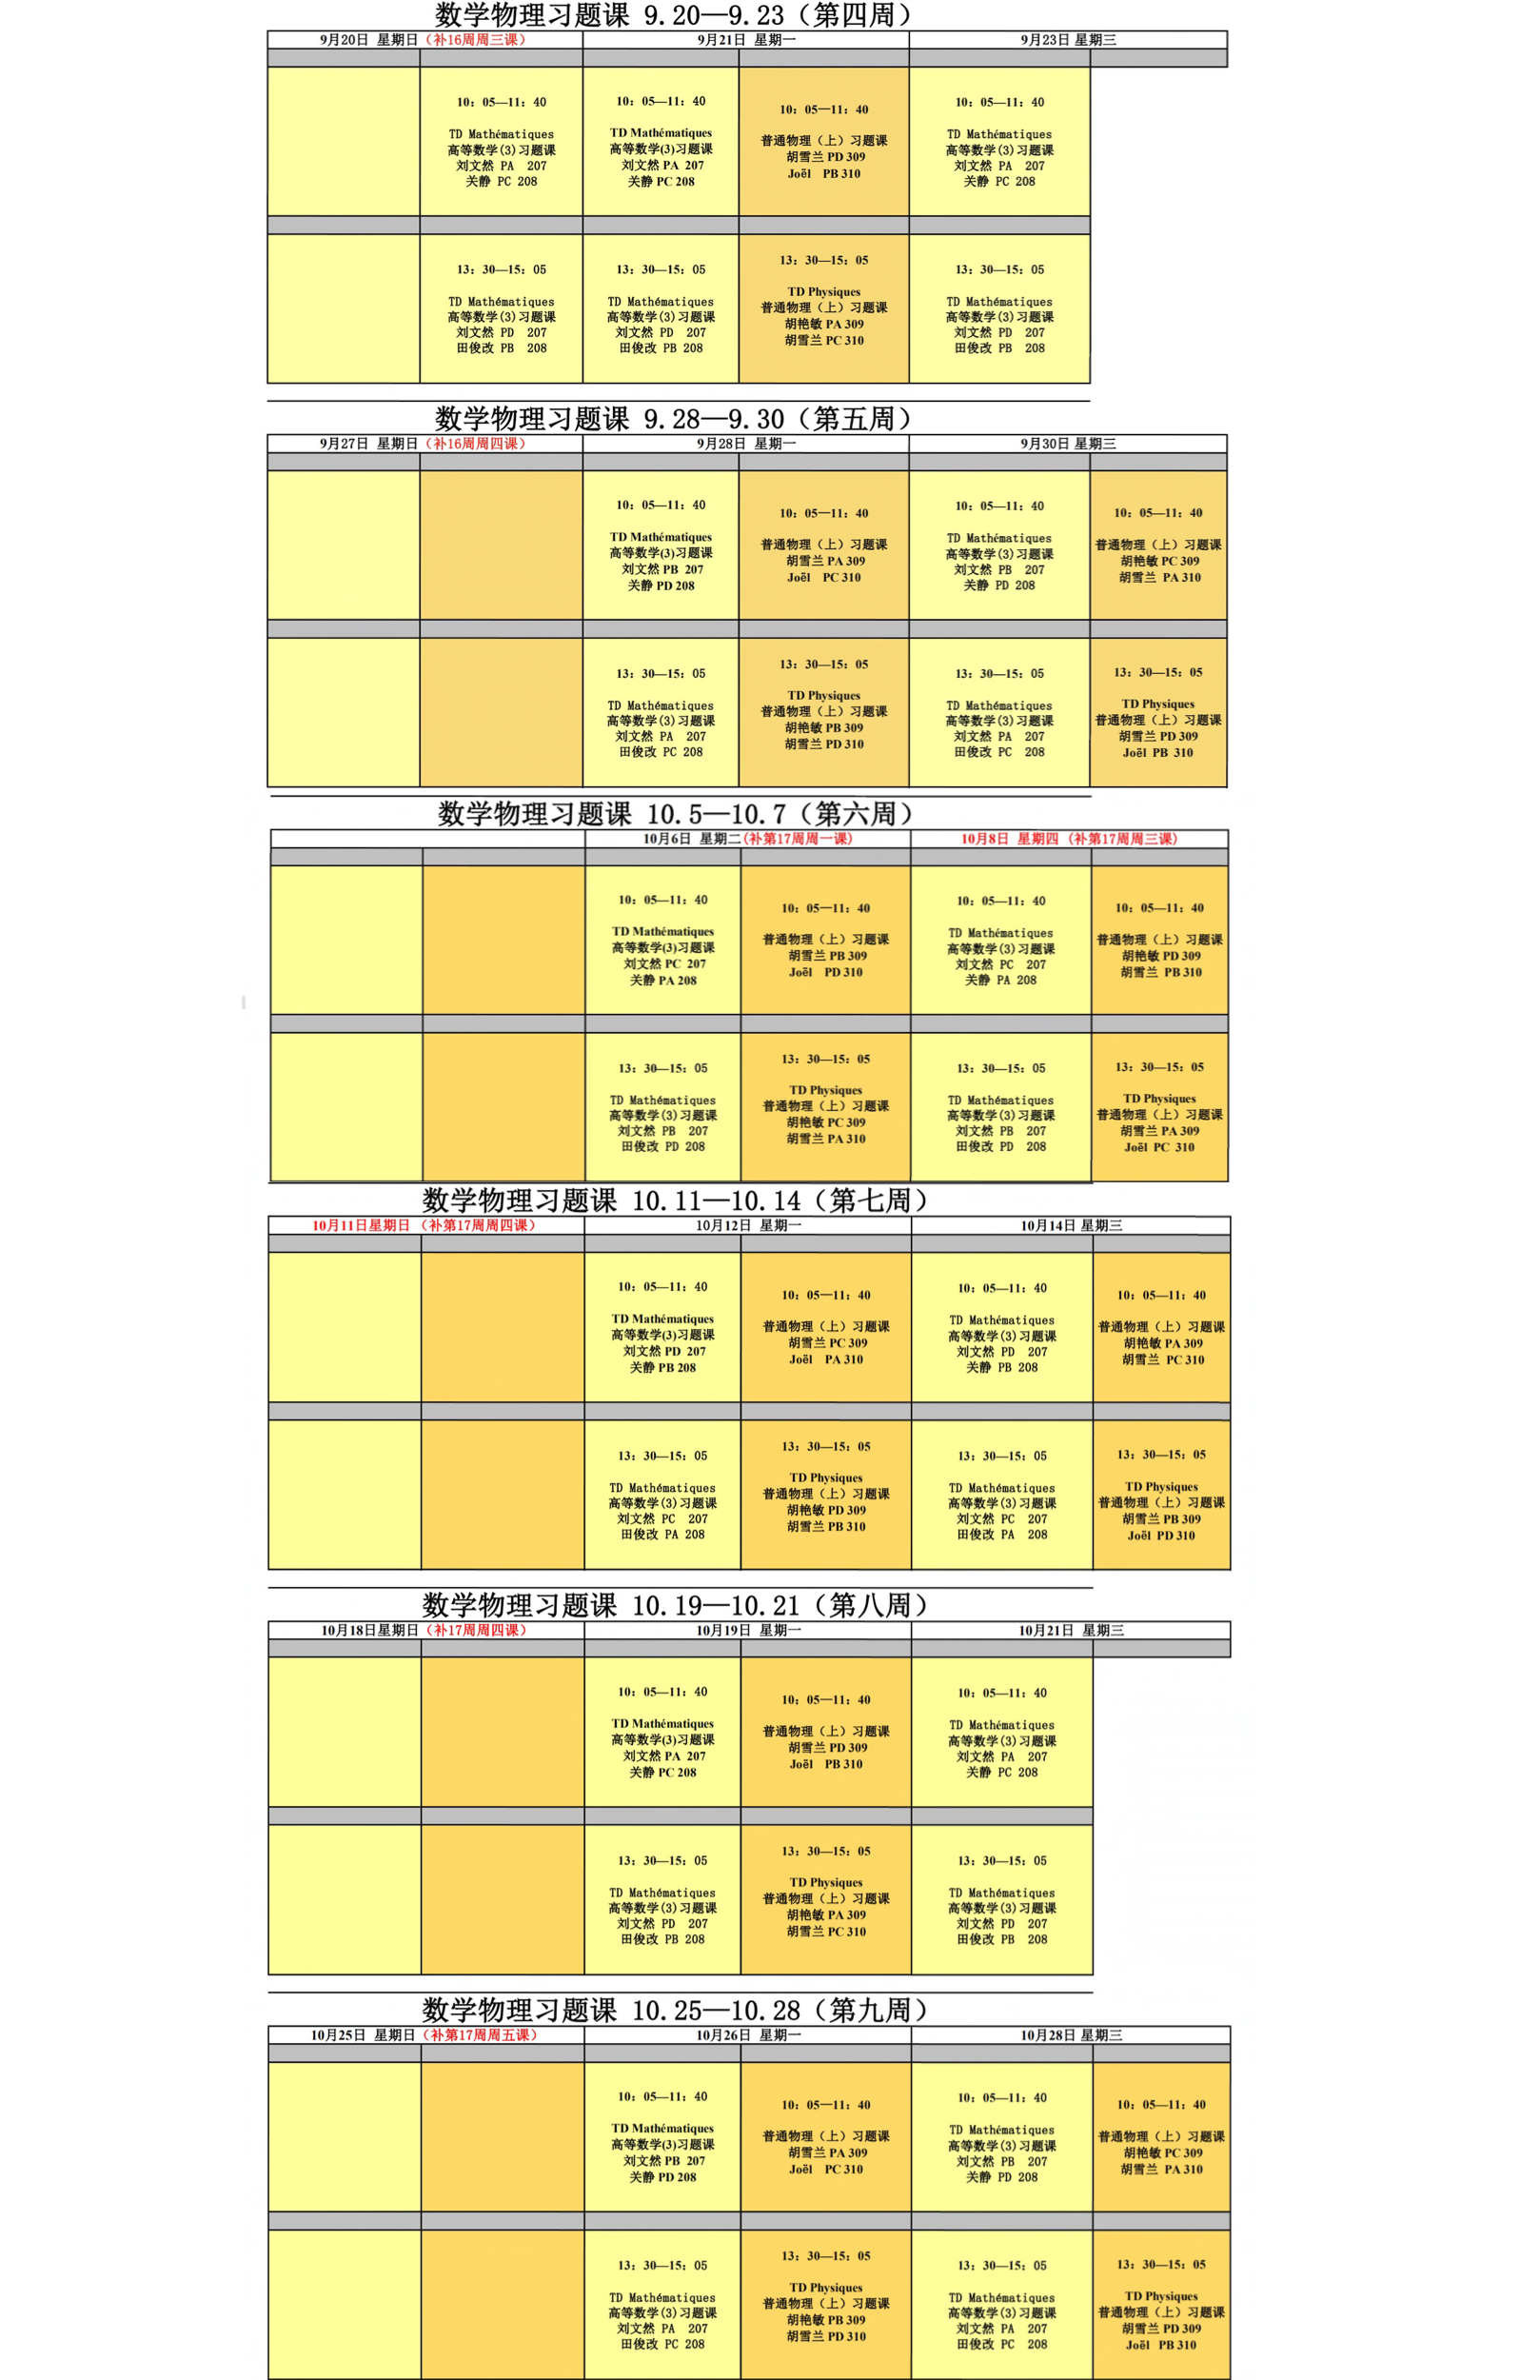 数学物理习题课 9.20—9.23（第四周）
9月20日 星期日（补16周周三课）
9月21日 星期一
9月23日 星期三
10：05—11：40
TD Mathématiques
高等数学(3)习题课
刘文然 PA 207
关静 PC 208
10：05—11：40
TD Mathématiques
高等数学(3)习题课
刘文然 PA 207
关静 PC 208
10：05—11：40
普通物理（上）习题课
胡雪兰 PD 309
Joël PB 310
10：05—11：40
TD Mathématiques
高等数学(3)习题课
刘文然 PA 207
关静 PC 208
13：30—15：05
TD Mathématiques
高等数学(3)习题课
刘文然 PD 207
田俊改 PB 208
13：30—15：05
TD Mathématiques
高等数学(3)习题课
刘文然 PD 207
田俊改 PB 208
13：30—15：05
TD Physiques
普通物理（上）习题课
胡艳敏 PA 309
胡雪兰 PC 310
13：30—15：05
TD Mathématiques
高等数学(3)习题课
刘文然 PD 207
田俊改 PB 208
数学物理习题课 9.28—9.30（第五周）
9月27日 星期日（补16周周四课）
9月28日 星期一
9月30日 星期三
10：05—11：40
TD Mathématiques
高等数学(3)习题课
刘文然 PB 207
关静 PD 208
10：05—11：40
普通物理（上）习题课
胡雪兰 PA 309
Joël PC 310
10：05—11：40
TD Mathématiques
高等数学(3)习题课
刘文然 PB 207
关静 PD 208
10：05—11：40
普通物理（上）习题课
胡艳敏 PC 309
胡雪兰 PA 310
13：30—15：05
TD Mathématiques
高等数学(3)习题课
刘文然 PA 207
田俊改 PC 208
13：30—15：05
TD Physiques
普通物理（上）习题课
胡艳敏 PB 309
胡雪兰 PD 310
13：30—15：05
TD Mathématiques
高等数学(3)习题课
刘文然 PA 207
田俊改 PC 208
13：30—15：05
TD Physiques
普通物理（上）习题课
胡雪兰 PD 309
Joël PB 310
数学物理习题课 10.5—10.7（第六周）
10月6日 星期二(补第17周周一课)
10月8日 星期四 (补第17周周三课)
10：05—11：40
TD Mathématiques
高等数学(3)习题课
刘文然 PC 207
关静 PA 208
10：05—11：40
普通物理（上）习题课
胡雪兰 PB 309
Joël PD 310
10：05—11：40
TD Mathématiques
高等数学(3)习题课
刘文然 PC 207
关静 PA 208
10：05—11：40
普通物理（上）习题课
胡艳敏 PD 309
胡雪兰 PB 310
13：30—15：05
TD Mathématiques
高等数学(3)习题课
刘文然 PB 207
田俊改 PD 208
13：30—15：05
TD Physiques
普通物理（上）习题课
胡艳敏 PC 309
胡雪兰 PA 310
13：30—15：05
TD Mathématiques
高等数学(3)习题课
刘文然 PB 207
田俊改 PD 208
13：30—15：05
TD Physiques
普通物理（上）习题课
胡雪兰 PA 309
Joël PC 310
数学物理习题课 10.11—10.14（第七周）
10月11日星期日 （补第17周周四课）
10月12日 星期一
10月14日 星期三
10：05—11：40
TD Mathématiques
高等数学(3)习题课
刘文然 PD 207
关静 PB 208
10：05—11：40
普通物理（上）习题课
胡雪兰 PC 309
Joël PA 310
10：05—11：40
TD Mathématiques
高等数学(3)习题课
刘文然 PD 207
关静 PB 208
10：05—11：40
普通物理（上）习题课
胡艳敏 PA 309
胡雪兰 PC 310
13：30—15：05
TD Mathématiques
高等数学(3)习题课
刘文然 PC 207
田俊改 PA 208
13：30—15：05
TD Physiques
普通物理（上）习题课
胡艳敏 PD 309
胡雪兰 PB 310
13：30—15：05
TD Mathématiques
高等数学(3)习题课
刘文然 PC 207
田俊改 PA 208
13：30—15：05
TD Physiques
普通物理（上）习题课
胡雪兰 PB 309
Joël PD 310
数学物理习题课 10.19—10.21（第八周）
10月18日星期日（补17周周四课）
10月19日 星期一
10月21日 星期三
10：05—11：40
TD Mathématiques
高等数学(3)习题课
刘文然 PA 207
关静 PC 208
10：05—11：40
普通物理（上）习题课
胡雪兰 PD 309
Joël PB 310
10：05—11：40
TD Mathématiques
高等数学(3)习题课
刘文然 PA 207
关静 PC 208
13：30—15：05
TD Mathématiques
高等数学(3)习题课
刘文然 PD 207
田俊改 PB 208
13：30—15：05
TD Physiques
普通物理（上）习题课
胡艳敏 PA 309
胡雪兰 PC 310
13：30—15：05
TD Mathématiques
高等数学(3)习题课
刘文然 PD 207
田俊改 PB 208
数学物理习题课 10.25—10.28（第九周）
10月25日 星期日（补第17周周五课）
10月26日 星期一
10月28日 星期三
10：05—11：40
TD Mathématiques
高等数学(3)习题课
刘文然 PB 207
关静 PD 208
10：05—11：40
普通物理（上）习题课
胡雪兰 PA 309
Joël PC 310
10：05—11：40
TD Mathématiques
高等数学(3)习题课
刘文然 PB 207
关静 PD 208
10：05—11：40
普通物理（上）习题课
胡艳敏 PC 309
胡雪兰 PA 310
13：30—15：05
TD Mathématiques
高等数学(3)习题课
刘文然 PA 207
田俊改 PC 208
13：30—15：05
TD Physiques
普通物理（上）习题课
胡艳敏 PB 309
胡雪兰 PD 310
13：30—15：05
TD Mathématiques
高等数学(3)习题课
刘文然 PA 207
田俊改 PC 208
13：30—15：05
TD Physiques
普通物理（上）习题课
胡雪兰 PD 309
Joël PB 310